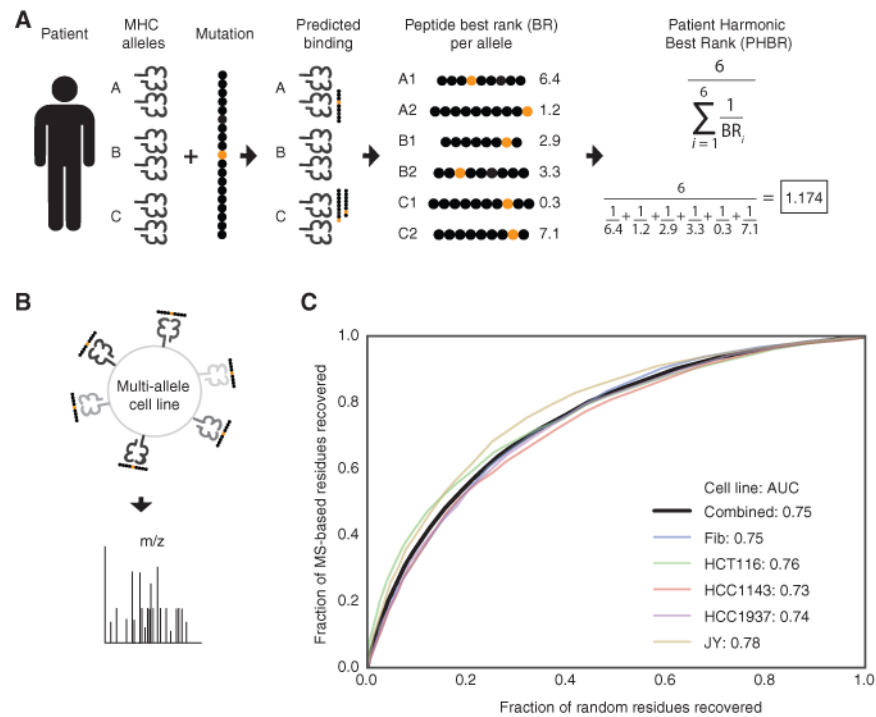 A
Patient
MHC
alleles
Mutation
Predicted
binding
Peptide best rank (BR)
per allele
Patient Harmonic
Best Rank (PHBR)
A
B
C
+
A
B
C
A1 6.4
A2 1.2
B1 2.9
B2 3.3
C1 0.3
C2 7.1
6
6
∑ 1
i = 1 BRi
6
1 + 1 + 1 + 1 + 1 + 1
6.4 1.2 2.9 3.3 0.3 7.1
= 1.174
B
Multi-allele
cell line
m/z
C
Fraction of MS-based residues recovered
1.0
0.8
0.6
0.4
0.2
0.0
0.0 0.2 0.4 0.6 0.8 1.0
Fraction of random residues recovered
Cell line: AUC
Combined: 0.75
Fib: 0.75
HCT116: 0.76
HCC1143: 0.73
HCC1937: 0.74
JY: 0.78